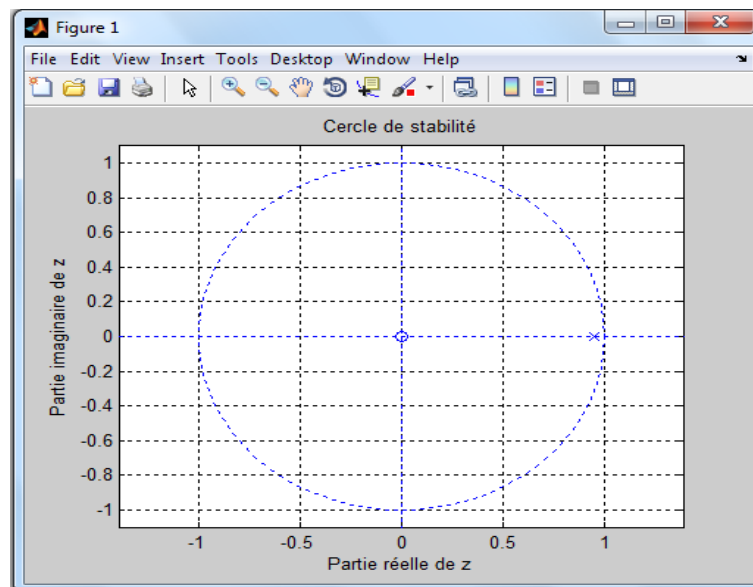 Figure 1
File Edit View Insert Tools Desktop Window Help
Cercle de stabilité
1
0.8
0.6
0.4
0.2
0
-0.2
-0.4
-0.6
-0.8
-1
Partie imaginaire de z
-1 -0.5 0 0.5 1
Partie réelle de z